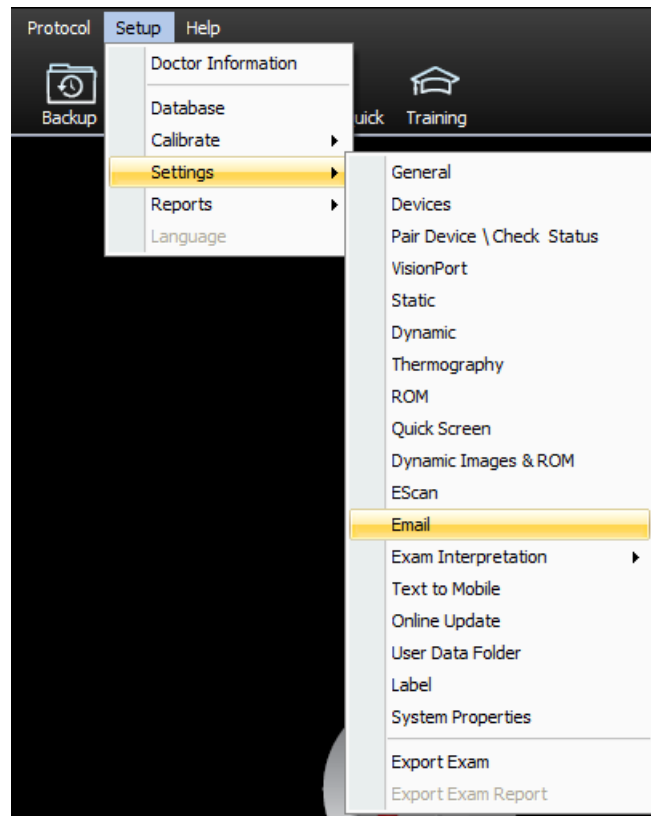 Protocol Setup Help
Backup
uick Training
Doctor Information
Database
Calibrate
Settings
Reports
Language
General
Devices
Pair Device \ Check Status
VisionPort
Static
Dynamic
Thermography
ROM
Quick Screen
Dynamic Images & ROM
EScan
Email
Exam Interpretation
Text to Mobile
Online Update
User Data Folder
Label
System Properties
Export Exam
Export Exam Report